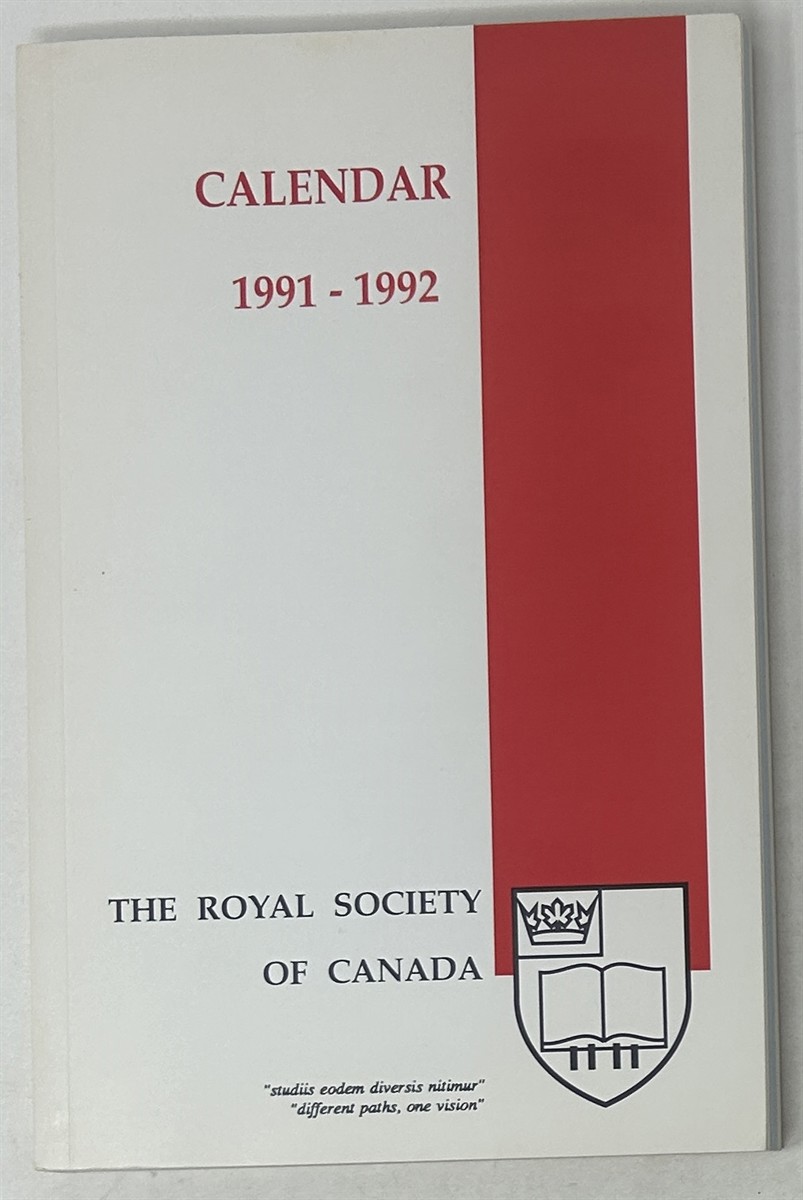 CALENDAR
1991 - 1992
THE ROYAL SOCIETY
OF CANADA
"studiis eodem diversis nitimur"
"different paths, one vision"